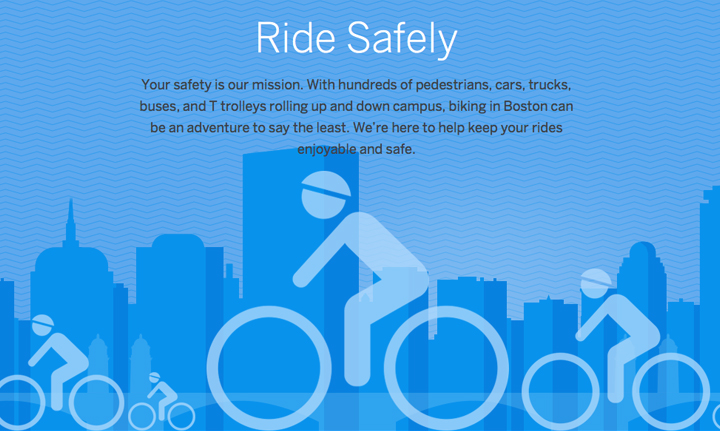 Ride Safely
Your safety is our mission. With hundreds of pedestrians, cars, trucks,
buses, and T trolleys rolling up and down campus, biking in Boston can
be an adventure to say the least. We’re here to help keep your rides
enjoyable and safe.